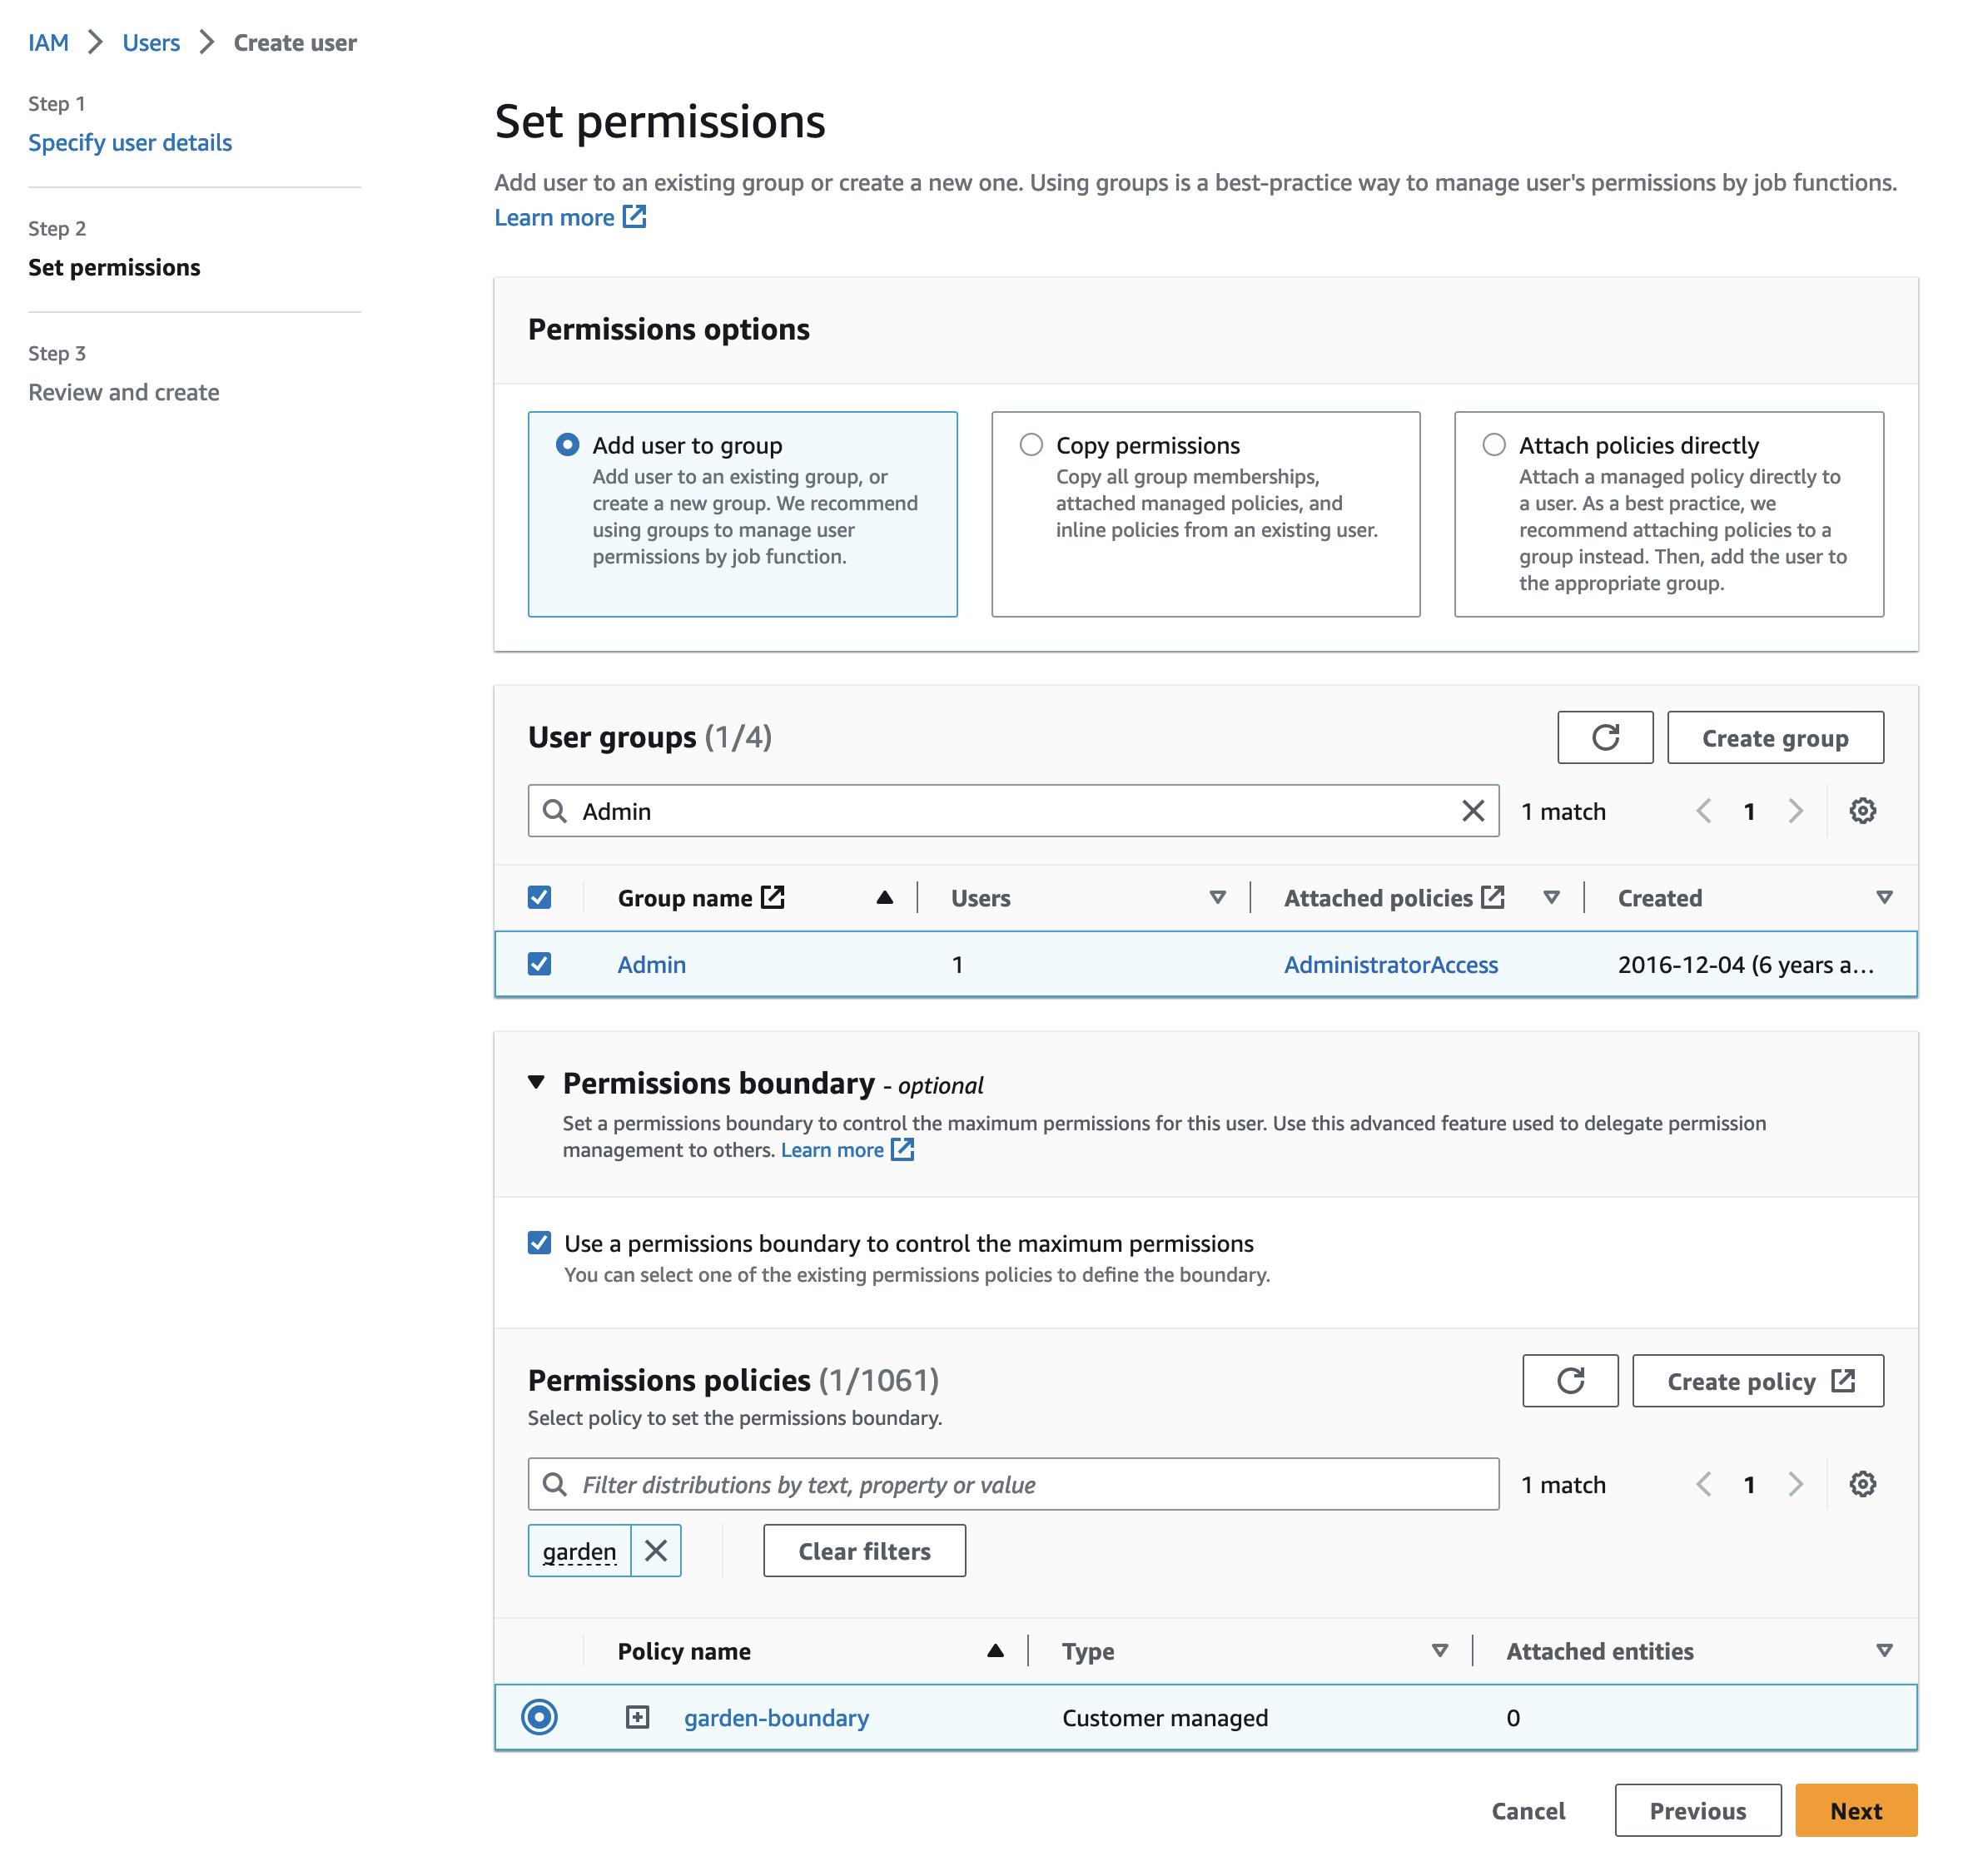 IAM > Users > Create user
Step 1
Specify user details
Step 2
Set permissions
Step 3
Review and create
Set permissions
Add user to an existing group or create a new one. Using groups is a best-practice way to manage user's permissions by job functions.
Learn more
Permissions options
Add user to group
Add user to an existing group, or
create a new group. We recommend
using groups to manage user
permissions by job function.
Copy permissions
Copy all group memberships,
attached managed policies, and
inline policies from an existing user.
Attach policies directly
Attach a managed policy directly to
a user. As a best practice, we
recommend attaching policies to a
group instead. Then, add the user to
the appropriate group.
User groups (1/4)
Create group
Admin
1 match
1
Group name Users Attached policies Created
Admin 1 AdministratorAccess 2016-12-04 (6 years a...
Permissions boundary - optional
Set a permissions boundary to control the maximum permissions for this user. Use this advanced feature used to delegate permission
management to others. Learn more
Use a permissions boundary to control the maximum permissions
You can select one of the existing permissions policies to define the boundary.
Permissions policies (1/1061)
Select policy to set the permissions boundary.
Create policy
Filter distributions by text, property or value
1 match
1
garden
Clear filters
Policy name Type Attached entities
garden-boundary Customer managed 0
Cancel Previous Next